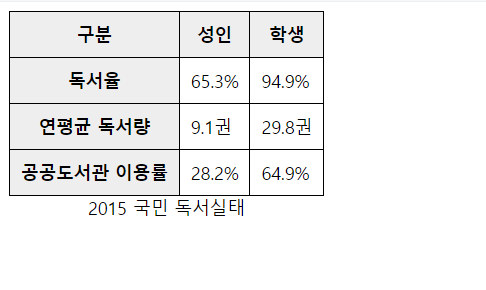 구분 성인 학생
독서율 65.3% 94.9%
연평균 독서량 9.1권 29.8권
공공도서관 이용률 28.2% 64.9%
2015 국민 독서실태